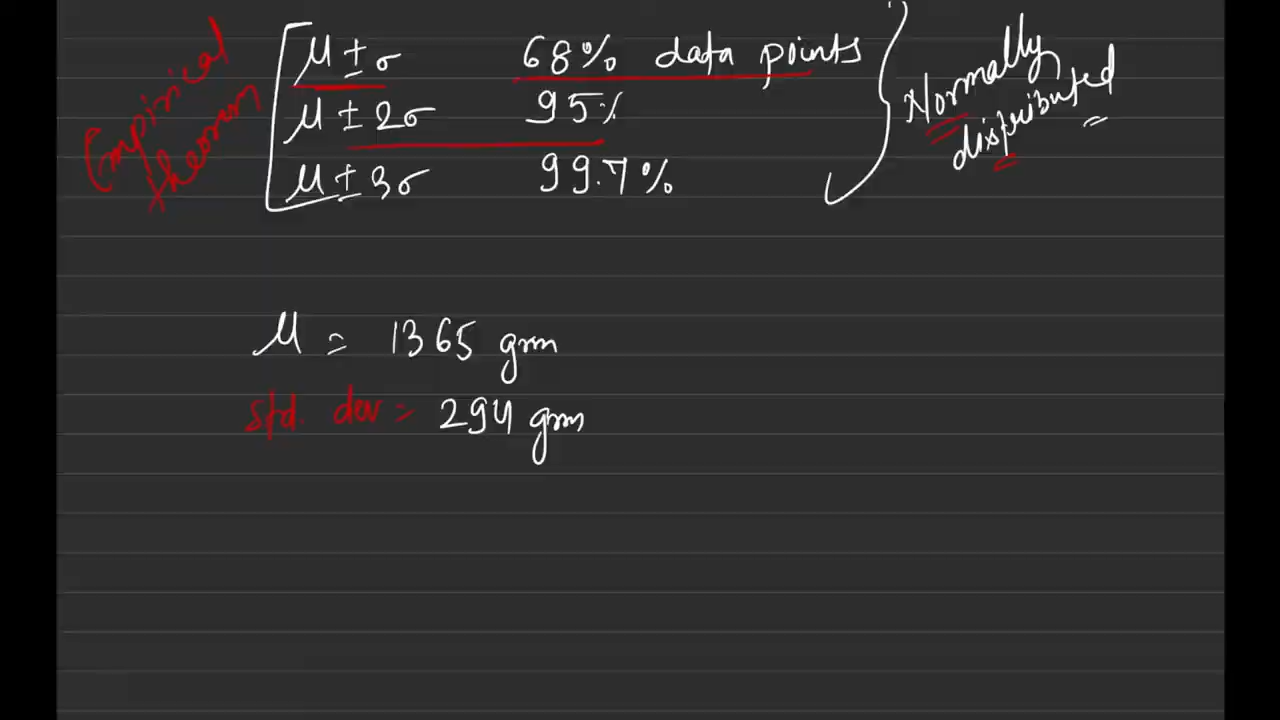 Empirical theorem
μ ± σ 68% data points
μ ± 2σ 95%
μ ± 3σ 99.7%
Normally
distributed
μ = 1365 grm
std. dev = 294 grm